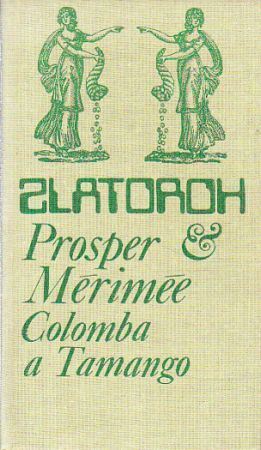 ZLATOROH
Prosper &
Mérimée
Colomba
a Tamango